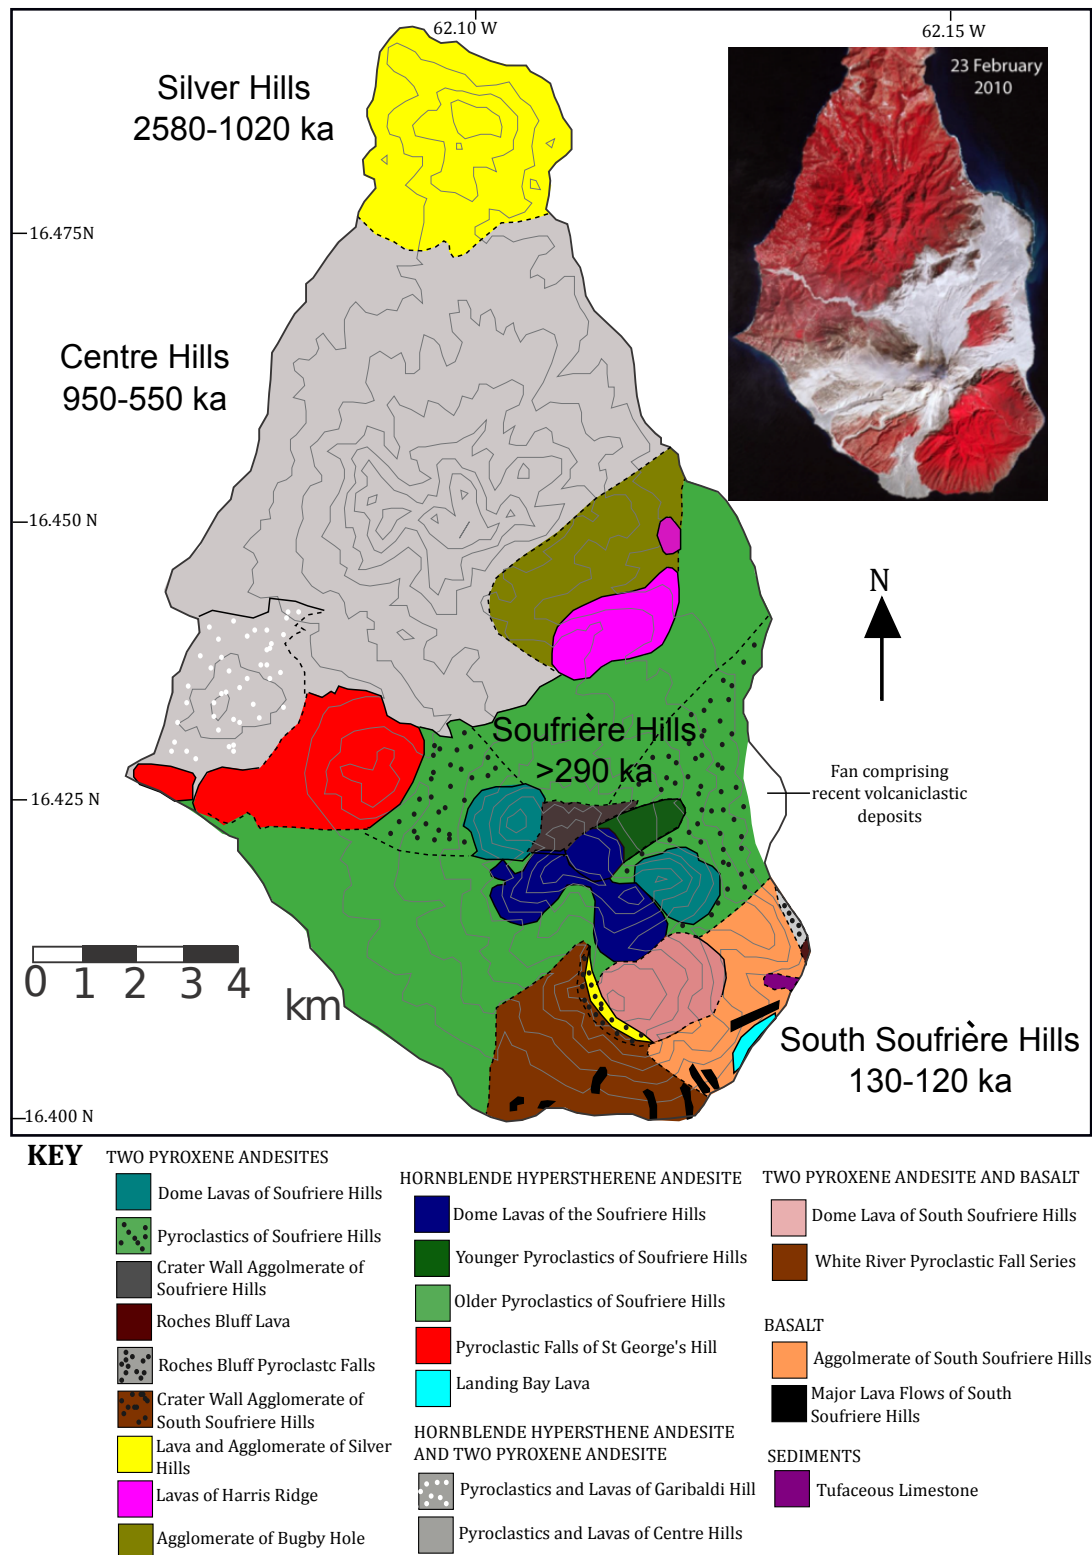 62.10 W
62.15 W
23 February
2010
Silver Hills
2580-1020 ka
16.475N
Centre Hills
950-550 ka
16.450 N
N
Soufrière Hills
>290 ka
Fan comprising
recent volcaniclastic
deposits
16.425 N
0 1 2 3 4
km
South Soufrière Hills
130-120 ka
16.400 N
KEY
TWO PYROXENE ANDESITES
Dome Lavas of Soufriere Hills
Pyroclastics of Soufriere Hills
Crater Wall Aggolmerate of
Soufriere Hills
Roches Bluff Lava
Roches Bluff Pyroclastc Falls
Crater Wall Agglomerate of
South Soufriere Hills
Lava and Agglomerate of Silver
Hills
Lavas of Harris Ridge
Agglomerate of Bugby Hole
HORNBLENDE HYPERSTHERENE ANDESITE
Dome Lavas of the Soufriere Hills
Younger Pyroclastics of Soufriere Hills
Older Pyroclastics of Soufriere Hills
Pyroclastic Falls of St George's Hill
Landing Bay Lava
HORNBLENDE HYPERSTHENE ANDESITE
AND TWO PYROXENE ANDESITE
Pyroclastics and Lavas of Garibaldi Hill
Pyroclastics and Lavas of Centre Hills
TWO PYROXENE ANDESITE AND BASALT
Dome Lava of South Soufriere Hills
White River Pyroclastic Fall Series
BASALT
Aggolmerate of South Soufriere Hills
Major Lava Flows of South
Soufriere Hills
SEDIMENTS
Tufaceous Limestone